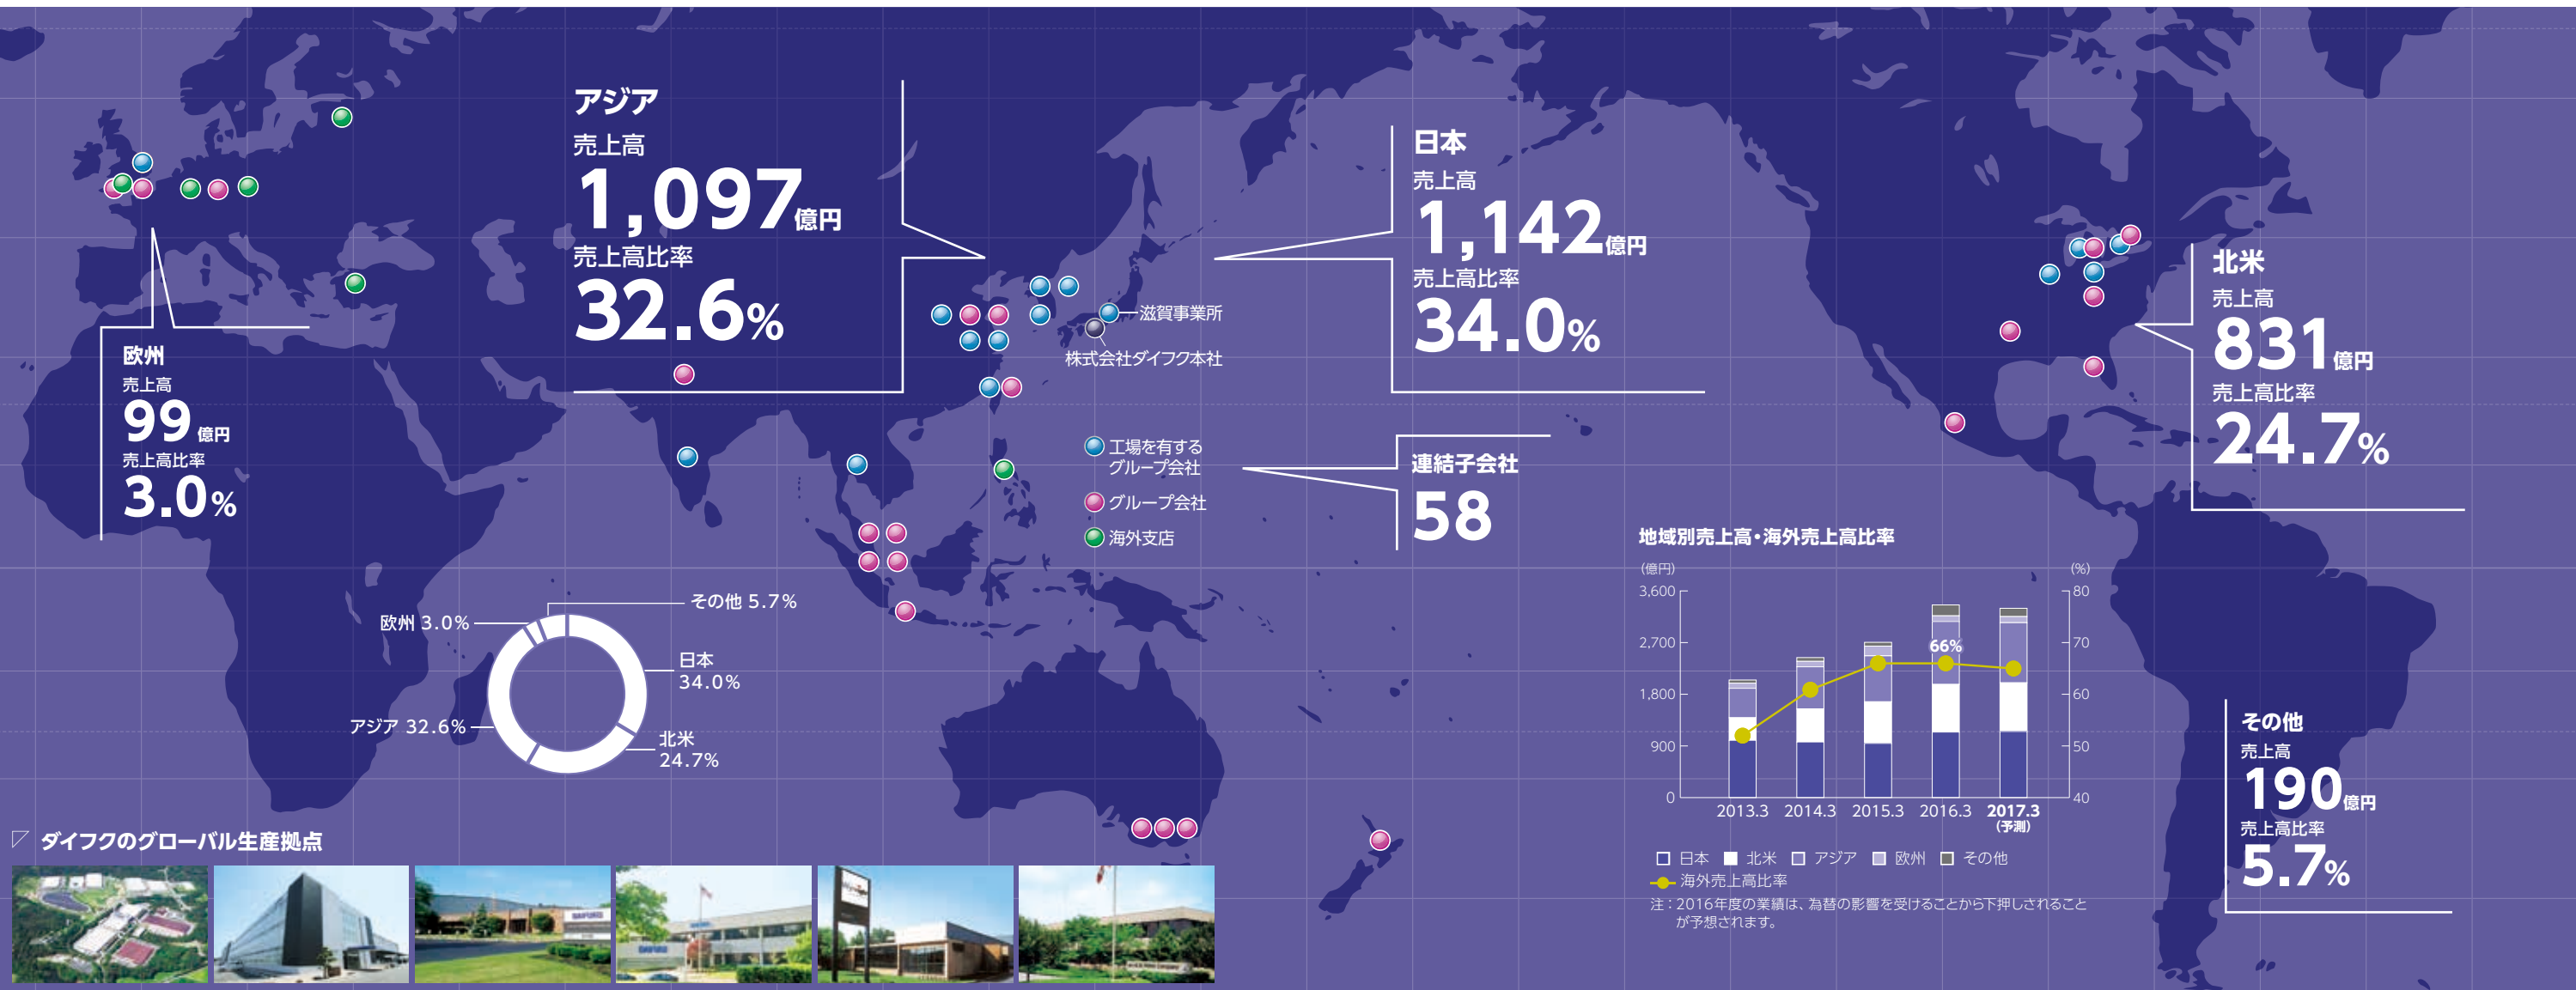 アジア
売上高
1,097億円
売上高比率
32.6%
日本
売上高
1,142億円
売上高比率
34.0%
北米
売上高
831億円
売上高比率
24.7%
欧州
売上高
99億円
売上高比率
3.0%
滋賀事業所
株式会社ダイフク本社
工場を有する
グループ会社
グループ会社
海外支店
連結子会社
58
その他 5.7%
欧州 3.0%
日本
34.0%
アジア 32.6%
北米
24.7%
地域別売上高・海外売上高比率
(億円)
(%)
3,600
2,700
1,800
900
0
80
70
60
50
40
66%
2013.3 2014.3 2015.3 2016.3 2017.3
(予測)
日本 北米 アジア 欧州 その他
海外売上高比率
注：2016年度の業績は、為替の影響を受けることから下押しされること
が予想されます。
その他
売上高
190億円
売上高比率
5.7%
ダイフクのグローバル生産拠点